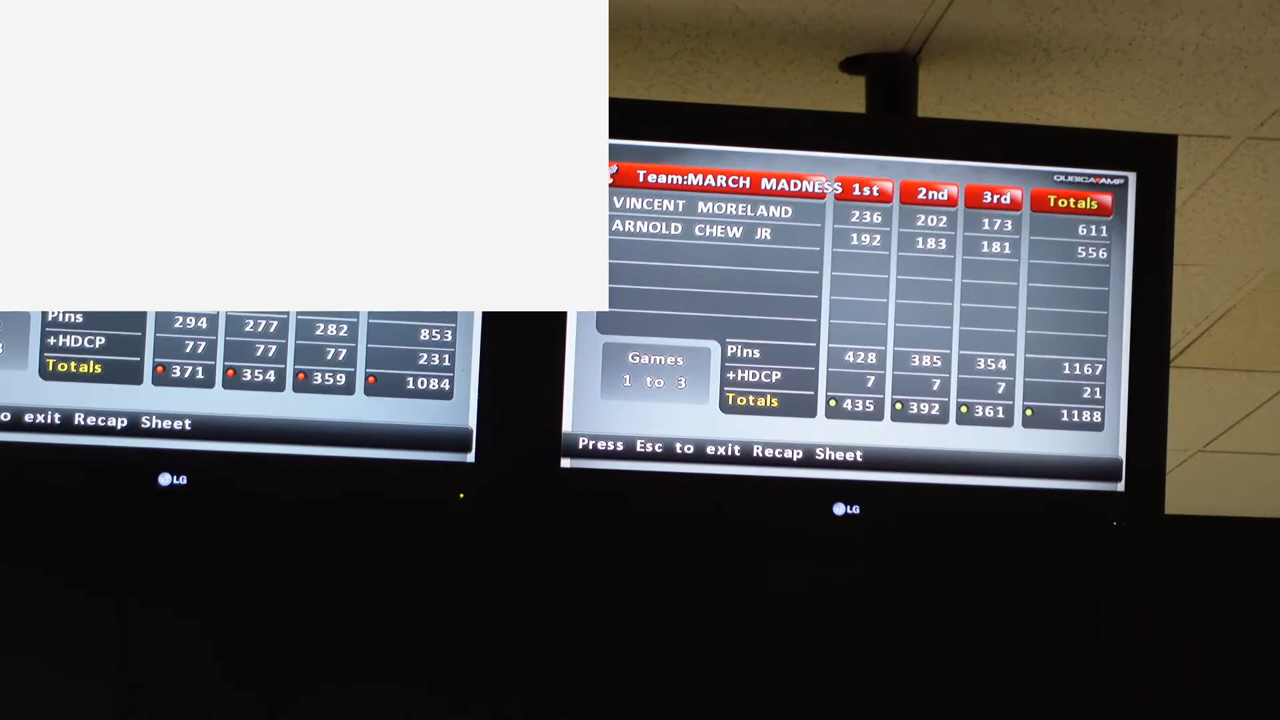 Pins 294 277 282 853
+HDCP 77 77 77 231
Totals 371 354 359 1084
o exit Recap Sheet
LG
QUBICA AMF
Team:MARCH MADNESS 1st 2nd 3rd Totals
VINCENT MORELAND 236 202 173 611
ARNOLD CHEW JR 192 183 181 556
Games
1 to 3
Pins 428 385 354 1167
+HDCP 7 7 7 21
Totals 435 392 361 1188
Press Esc to exit Recap Sheet
LG